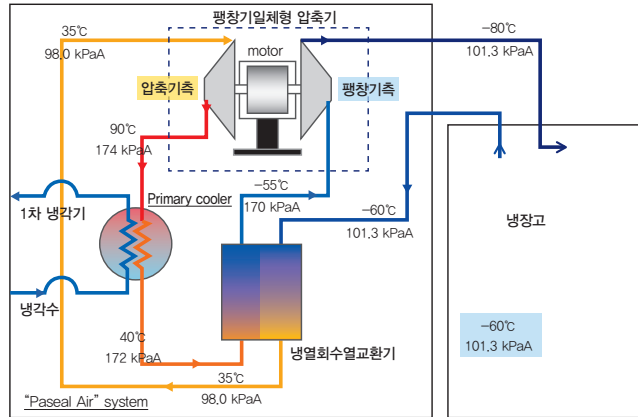 팽창기일체형 압축기
35℃
98.0 kPaA
motor
-80℃
101.3 kPaA
압축기측
팽창기측
90℃
174 kPaA
-55℃
170 kPaA
Primary cooler
1차 냉각기
-60℃
101.3 kPaA
냉장고
냉각수
-60℃
101.3 kPaA
40℃
172 kPaA
냉열회수열교환기
35℃
98.0 kPaA
"Paseal Air" system